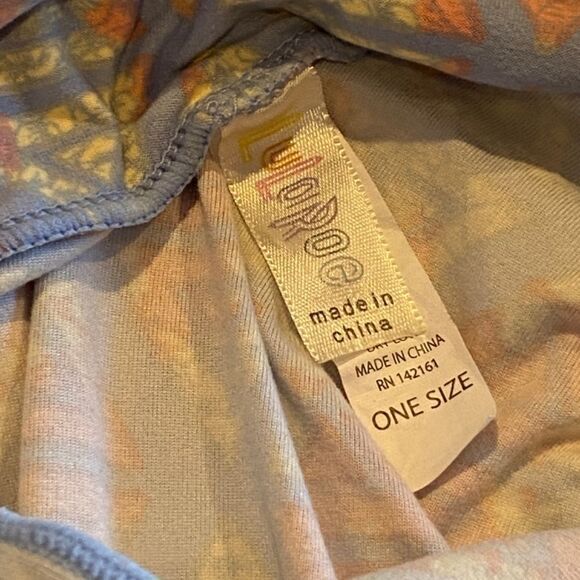 LuLaRoe
made in
china
MADE IN CHINA
RN 142161
ONE SIZE